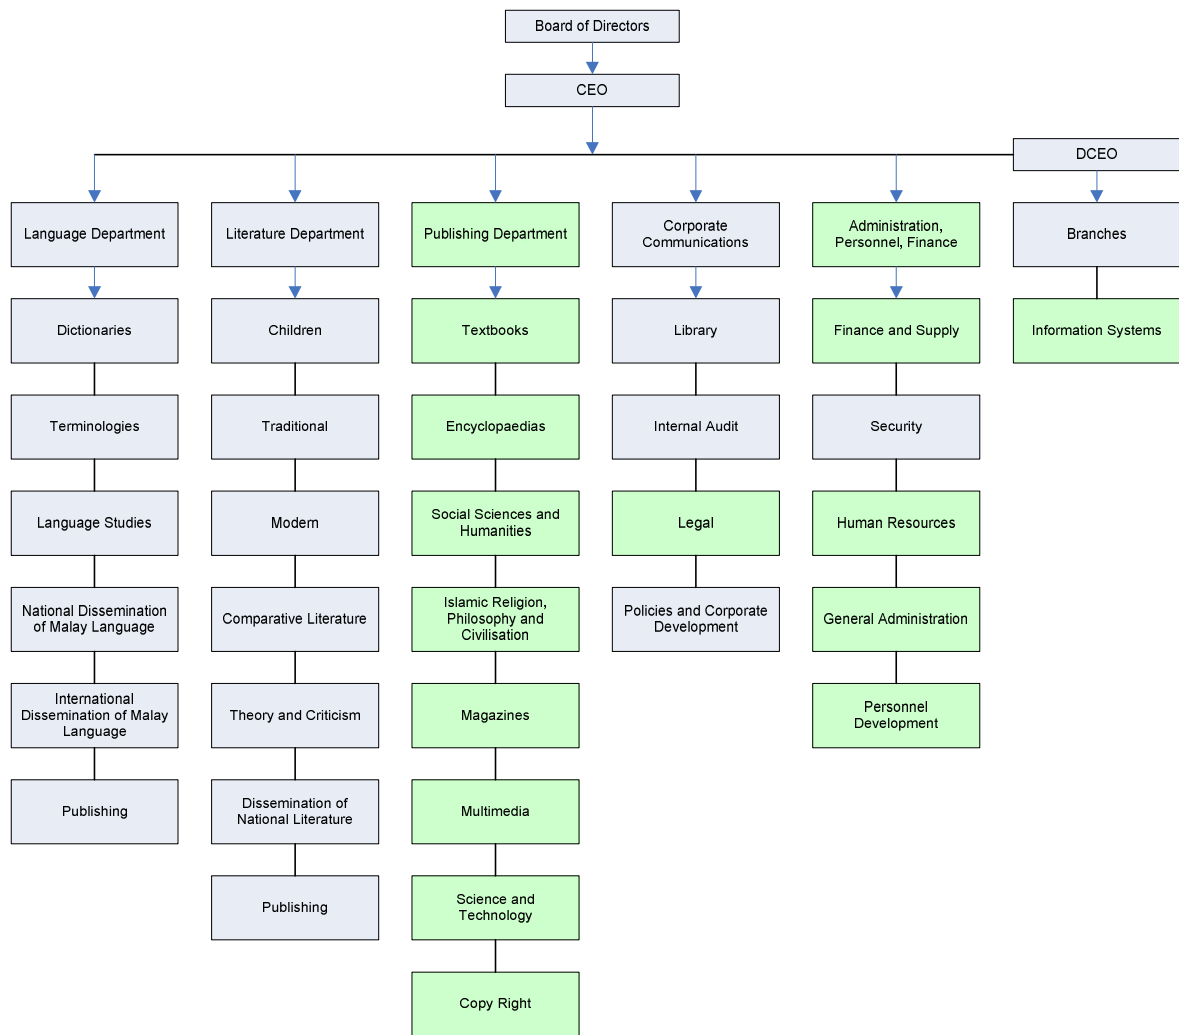 Board of Directors
CEO
DCEO
Language Department
Literature Department
Publishing Department
Corporate
Communications
Administration,
Personnel, Finance
Branches
Dictionaries
Children
Textbooks
Library
Finance and Supply
Information Systems
Terminologies
Traditional
Encyclopaedias
Internal Audit
Security
Language Studies
Modern
Social Sciences and
Humanities
Legal
Human Resources
National Dissemination
of Malay Language
Comparative Literature
Islamic Religion,
Philosophy and
Civilisation
Policies and Corporate
Development
General Administration
International
Dissemination of Malay
Language
Theory and Criticism
Magazines
Personnel
Development
Publishing
Dissemination of
National Literature
Multimedia
Publishing
Science and
Technology
Copy Right